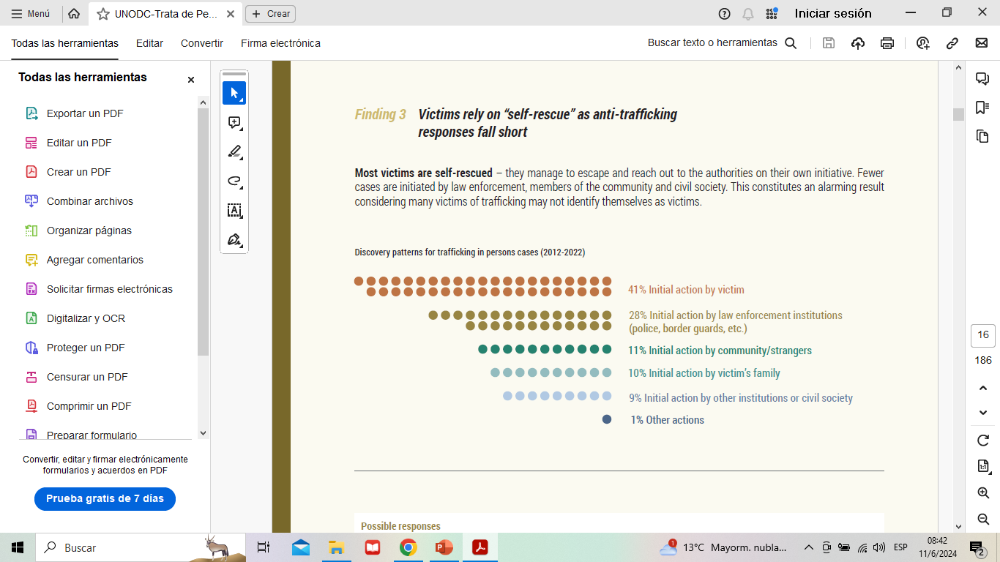 Menú
UNODC-Trata de Pe...
Crear
Iniciar sesión
Todas las herramientas
Editar
Convertir
Firma electrónica
Buscar texto o herramientas
Todas las herramientas
Exportar un PDF
Editar un PDF
Crear un PDF
Combinar archivos
Organizar páginas
Agregar comentarios
Solicitar firmas electrónicas
Digitalizar y OCR
Proteger un PDF
Censurar un PDF
Comprimir un PDF
Preparar formulario
Convertir, editar y firmar electrónicamente
formularios y acuerdos en PDF
Prueba gratis de 7 días
Finding 3 Victims rely on “self-rescue” as anti-trafficking
responses fall short
Most victims are self-rescued – they manage to escape and reach out to the authorities on their own initiative. Fewer
cases are initiated by law enforcement, members of the community and civil society. This constitutes an alarming result
considering many victims of trafficking may not identify themselves as victims.
Discovery patterns for trafficking in persons cases (2012-2022)
41% Initial action by victim
28% Initial action by law enforcement institutions
(police, border guards, etc.)
11% Initial action by community/strangers
10% Initial action by victim's family
9% Initial action by other institutions or civil society
1% Other actions
Possible responses
16
186
1:1
Buscar
1
13°C Mayorm. nubla...
ESP
08:42
11/6/2024
2